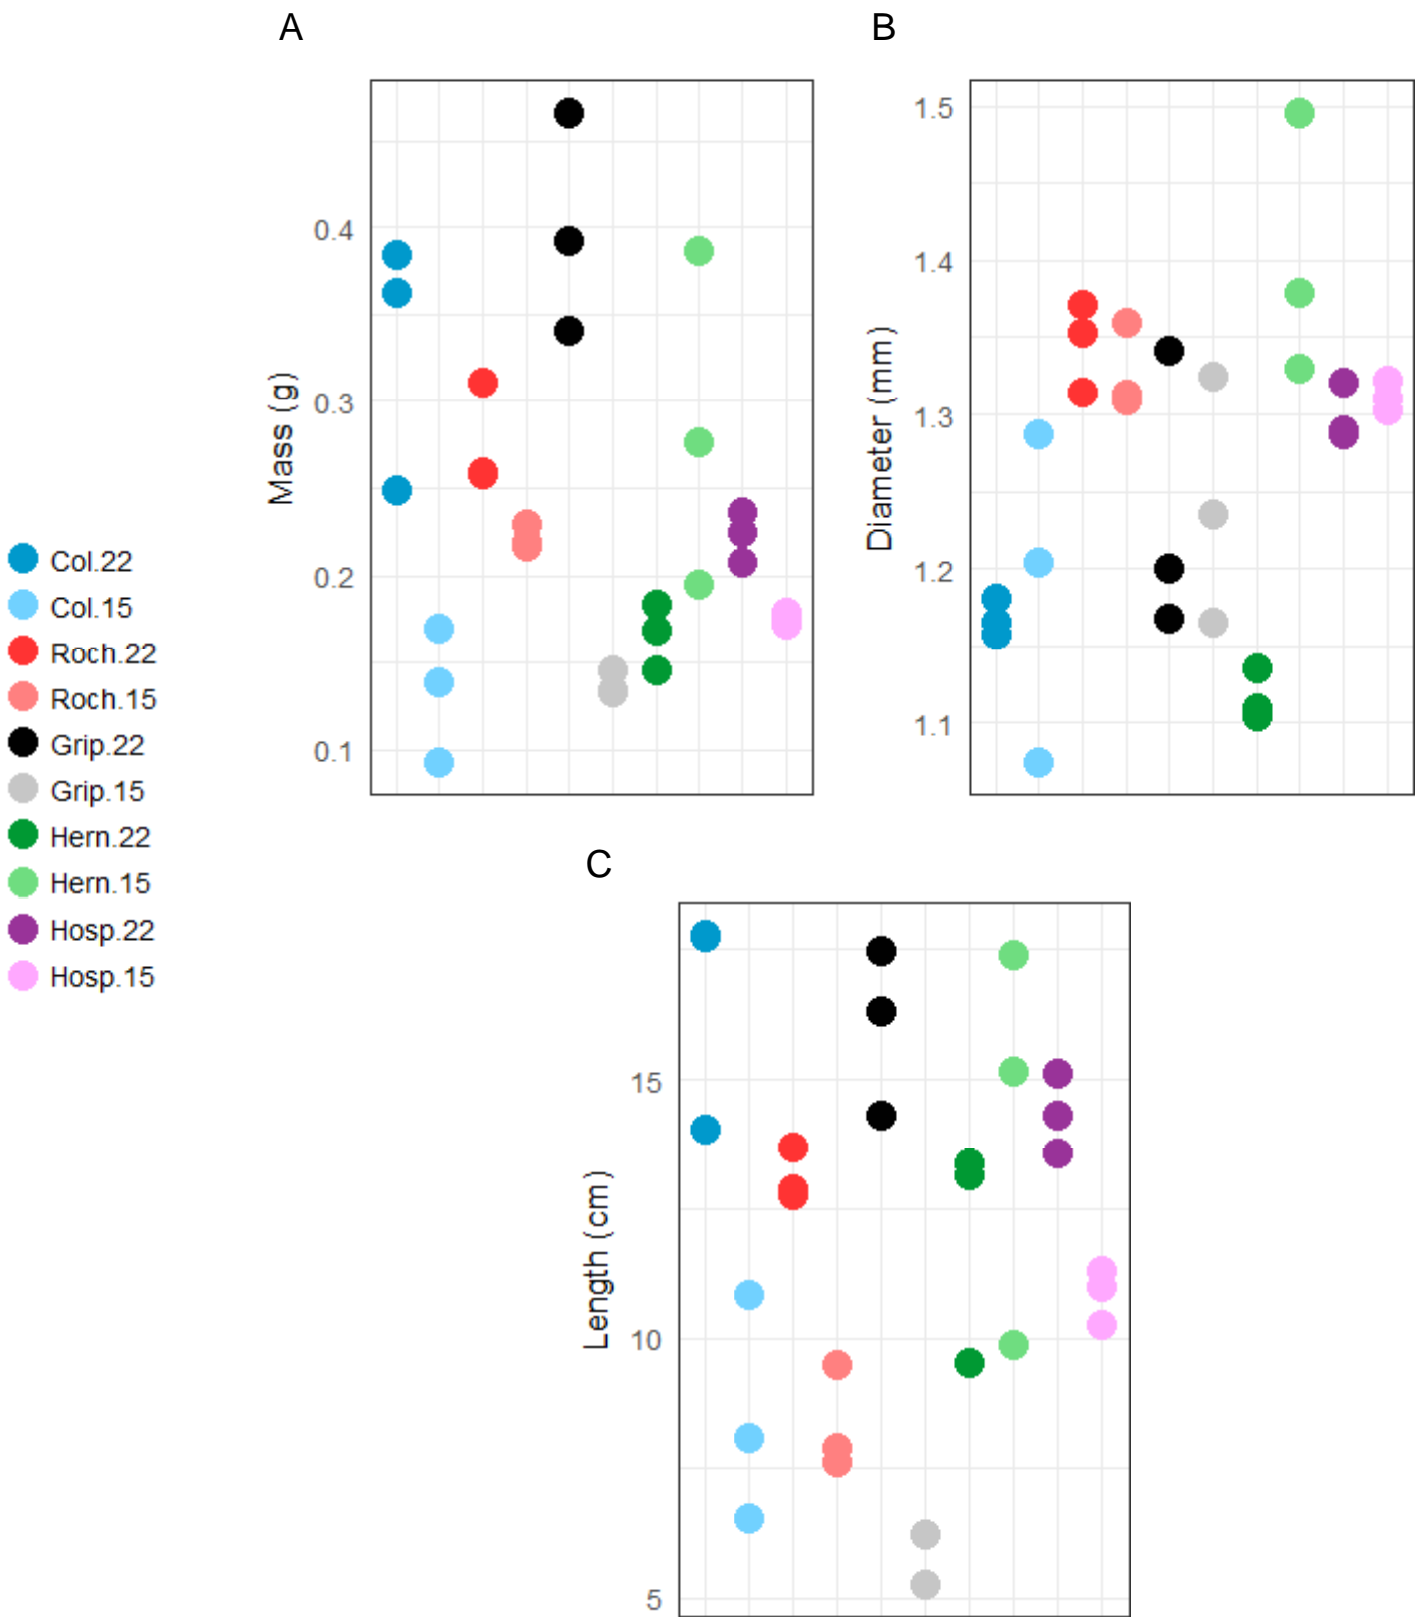 A
B
Mass (g)
0.4
0.3
0.2
0.1
Diameter (mm)
1.5
1.4
1.3
1.2
1.1
Col.22
Col.15
Roch.22
Roch.15
Grip.22
Grip.15
Hern.22
Hern.15
Hosp.22
Hosp.15
C
Length (cm)
15
10
5